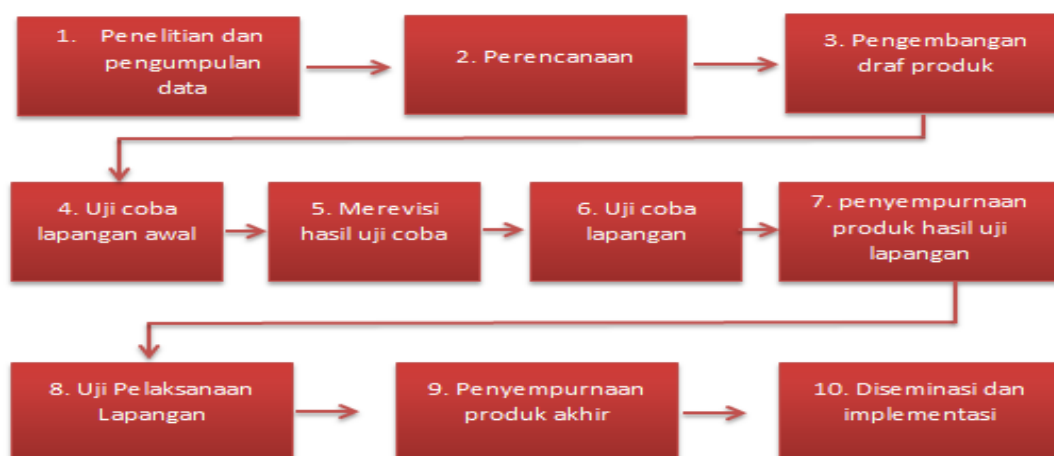 1. Penelitian dan
pengumpulan
data
2. Perencanaan
3. Pengembangan
draf produk
4. Uji coba
lapangan awal
5. Merevisi
hasil uji coba
6. Uji coba
lapangan
7. penyempurnaan
produk hasil uji
lapangan
8. Uji Pelaksanaan
Lapangan
9. Penyempurnaan
produk akhir
10. Diseminasi dan
implementasi